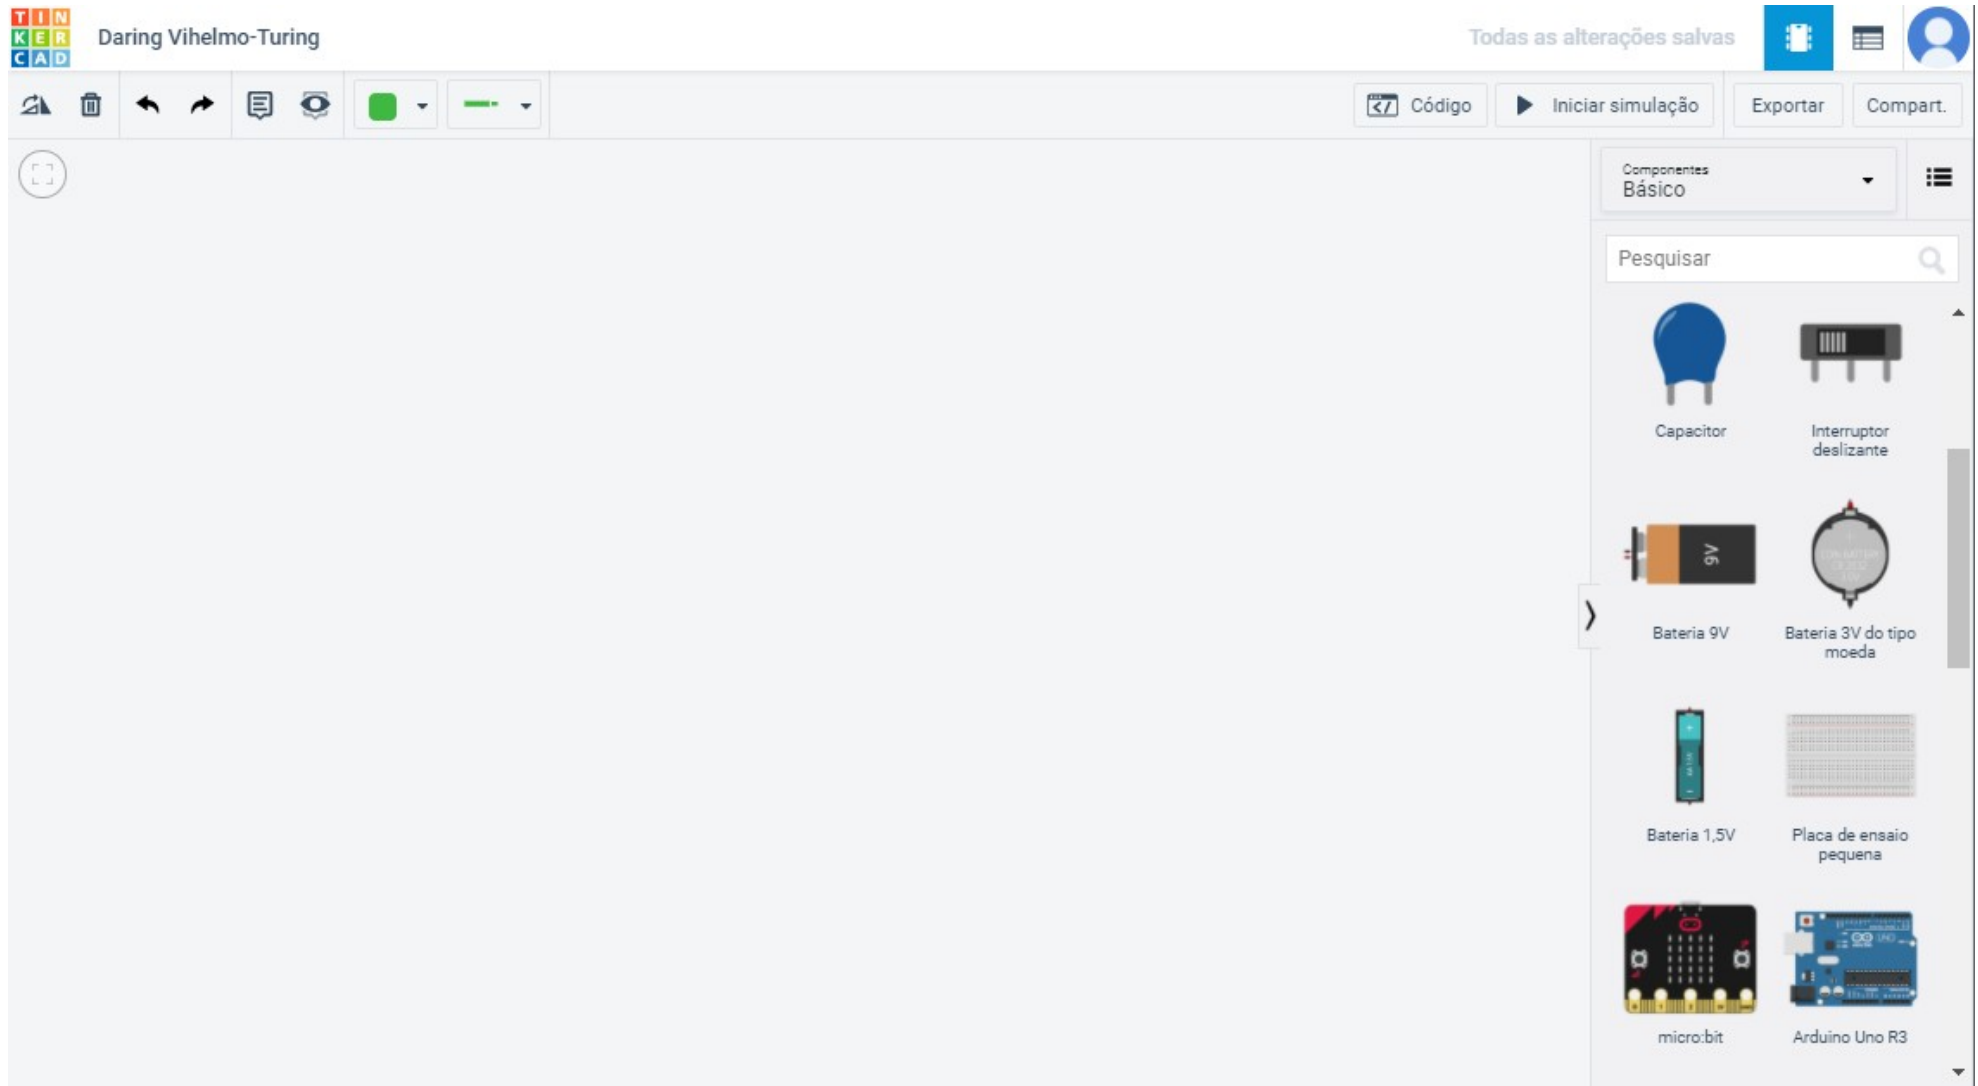 TIN
KER
CAD
Daring Vihelmo-Turing
Todas as alterações salvas
Código
Iniciar simulação
Exportar
Compart.
Componentes
Básico
Pesquisar
Capacitor
Interruptor
deslizante
9V
Bateria 9V
Bateria 3V do tipo
moeda
Bateria 1,5V
Placa de ensaio
pequena
micro:bit
Arduino Uno R3